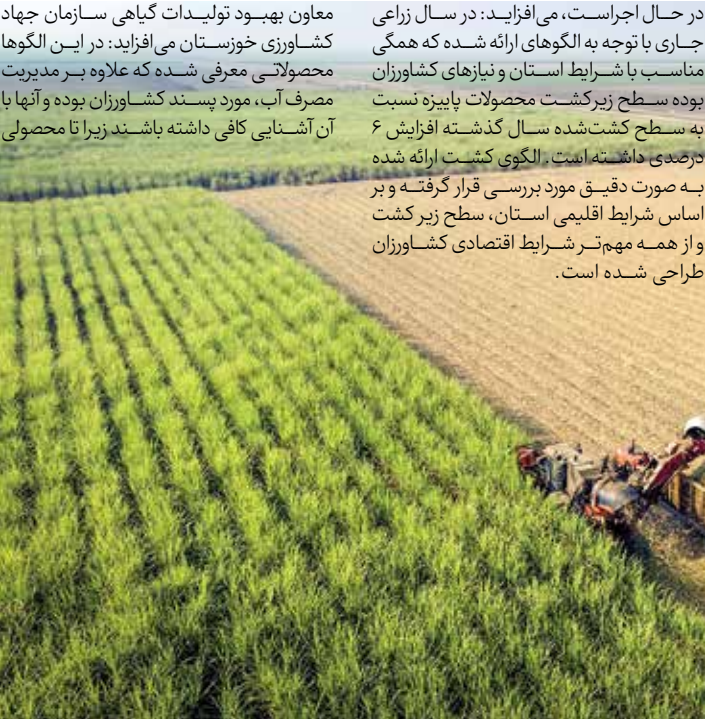 در حال اجراست، می‌افزاید: در سال زراعی
جاری با توجه به الگوهای ارائه شده که همگی
مناسب با شرایط استان و نیازهای کشاورزان
بوده سطح زیرکشت محصولات پاییزه نسبت
به سطح کشت‌شده سال گذشته افزایش ۶
درصدی داشته است. الگوی کشت ارائه شده
به صورت دقیق مورد بررسی قرار گرفته و بر
اساس شرایط اقلیمی استان، سطح زیر کشت
و از همه مهم‌تر شرایط اقتصادی کشاورزان
طراحی شده است.
معاون بهبود تولیدات گیاهی سازمان جهاد
کشاورزی خوزستان می‌افزاید: در این الگوها
محصولاتی معرفی شده که علاوه بر مدیریت
مصرف آب، مورد پسند کشاورزان بوده و آنها با
آن آشنایی کافی داشته باشند زیرا تا محصولی